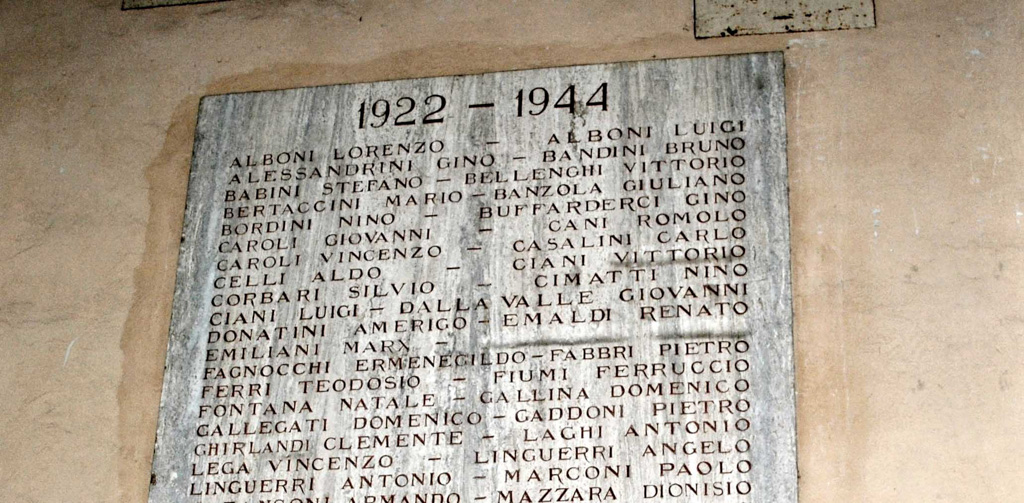 1922 – 1944
ALBONI LORENZO – ALBONI LUIGI
ALESSANDRINI GINO – BANDINI BRUNO
BABINI STEFANO – BELLENGHI VITTORIO
BERTACCINI MARIO – BANZOLA GIULIANO
BORDINI NINO – BUFFARDERCI GINO
CAROLI GIOVANNI – CANI ROMOLO
CAROLI VINCENZO – CASALINI CARLO
CELLI ALDO – CIANI VITTORIO
CORBARI SILVIO – CIMATTI NINO
CIANI LUIGI – DALLA VALLE GIOVANNI
DONATINI AMERIGO – EMALDI RENATO
EMILIANI MARX –
FAGNOCCHI ERMENEGILDO – FABBRI PIETRO
FERRI TEODOSIO – FIUMI FERRUCCIO
FONTANA NATALE – GALLINA DOMENICO
GALLEGATI DOMENICO – GADDONI PIETRO
GHIRLANDI CLEMENTE – LAGHI ANTONIO
LEGA VINCENZO – LINGUERRI ANGELO
LINGUERRI ANTONIO – MARCONI PAOLO
ARMANDO – MAZZARA DIONISIO